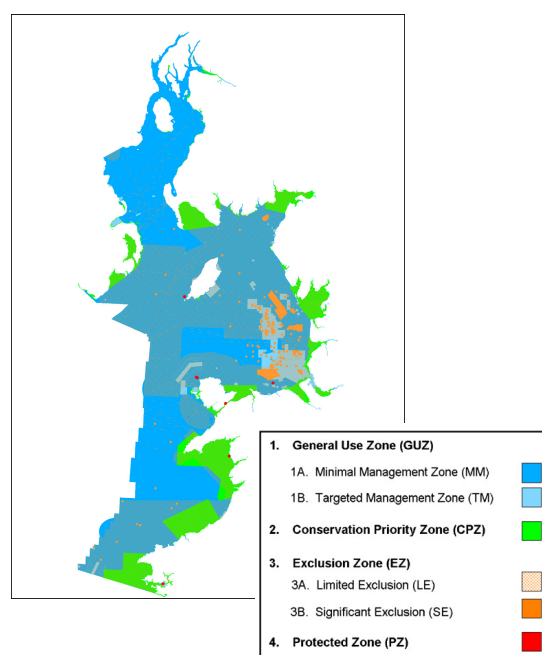 1. General Use Zone (GUZ)
1A. Minimal Management Zone (MM)
1B. Targeted Management Zone (TM)
2. Conservation Priority Zone (CPZ)
3. Exclusion Zone (EZ)
3A. Limited Exclusion (LE)
3B. Significant Exclusion (SE)
4. Protected Zone (PZ)